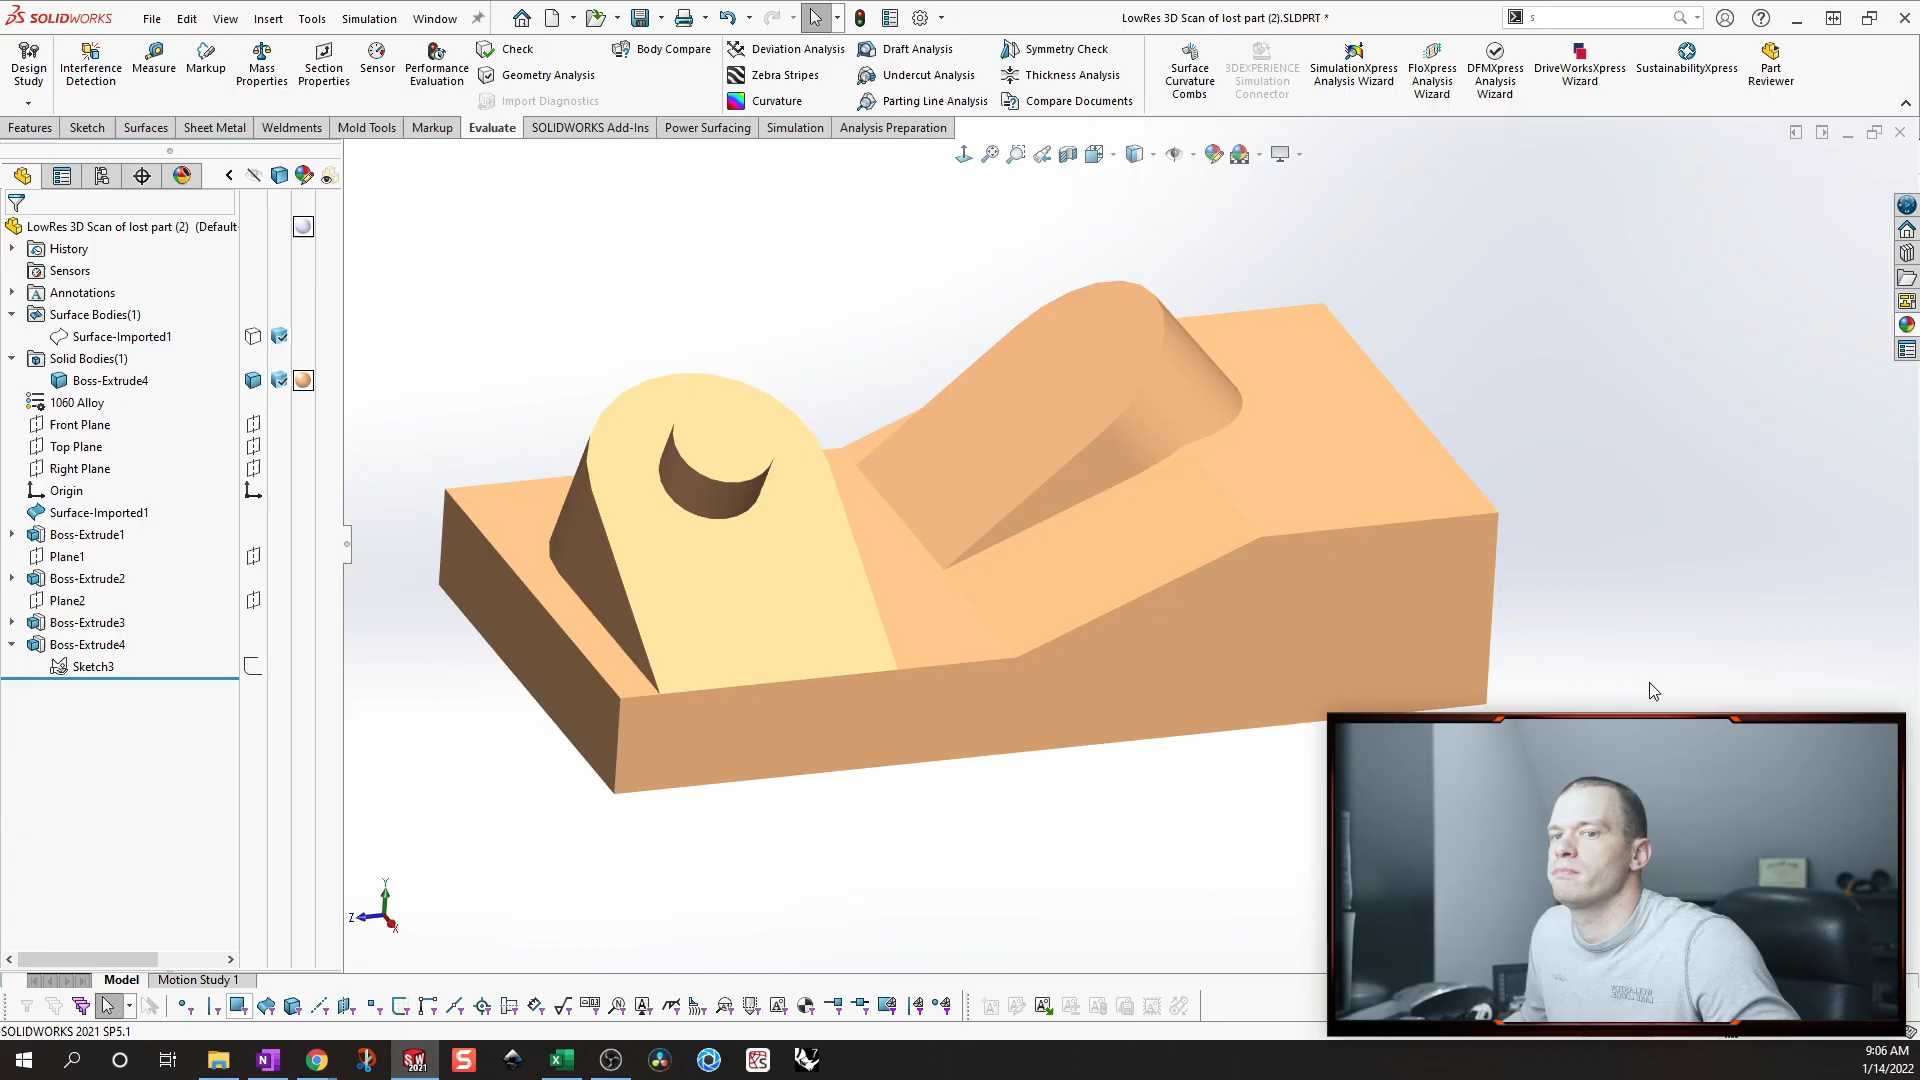 SOLIDWORKS
File Edit View Insert Tools Simulation Window
LowRes 3D Scan of lost part (2).SLDPRT *
s
Design Study
Interference Detection
Measure
Markup
Mass Properties
Section Properties
Sensor
Performance Evaluation
Check
Geometry Analysis
Import Diagnostics
Body Compare
Deviation Analysis
Zebra Stripes
Curvature
Draft Analysis
Undercut Analysis
Parting Line Analysis
Symmetry Check
Thickness Analysis
Compare Documents
Surface Curvature Combs
3DEXPERIENCE Simulation Connector
SimulationXpress Analysis Wizard
FloXpress Analysis Wizard
DFMXpress Analysis Wizard
DriveWorksXpress Wizard
SustainabilityXpress
Part Reviewer
Features Sketch Surfaces Sheet Metal Weldments Mold Tools Markup Evaluate SOLIDWORKS Add-Ins Power Surfacing Simulation Analysis Preparation
LowRes 3D Scan of lost part (2) (Default-
History
Sensors
Annotations
Surface Bodies(1)
Surface-Imported1
Solid Bodies(1)
Boss-Extrude4
1060 Alloy
Front Plane
Top Plane
Right Plane
Origin
Surface-Imported1
Boss-Extrude1
Plane1
Boss-Extrude2
Plane2
Boss-Extrude3
Boss-Extrude4
Sketch3
Y
Z
X
Model Motion Study 1
SOLIDWORKS 2021 SP5.1
9:06 AM
1/14/2022